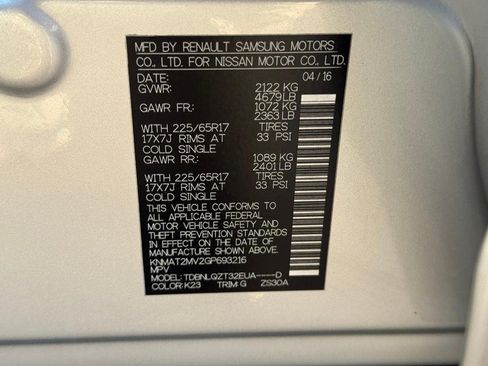 MFD BY RENAULT SAMSUNG MOTORS
CO., LTD. FOR NISSAN MOTOR CO., LTD.
DATE: 04/16
GVWR: 2122 KG
4679 LB
GAWR FR: 1072 KG
2363 LB
WITH 225/65R17 TIRES
17X7J RIMS AT 33 PSI
COLD SINGLE
GAWR RR: 1089 KG
2401 LB
WITH 225/65R17 TIRES
17X7J RIMS AT 33 PSI
COLD SINGLE
THIS VEHICLE CONFORMS TO
ALL APPLICABLE FEDERAL
MOTOR VEHICLE SAFETY AND
THEFT PREVENTION STANDARDS
IN EFFECT ON THE DATE OF
MANUFACTURE SHOWN ABOVE.
KNMAT2MV2GP693216
MPV
MODEL: TDBNLQZT32EUA----D
COLOR: K23 TRIM: G ZS30A